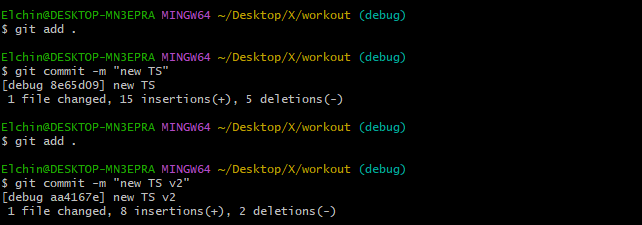 Elchin@DESKTOP-MN3EPRA MINGW64 ~/Desktop/X/workout (debug)
$ git add .
Elchin@DESKTOP-MN3EPRA MINGW64 ~/Desktop/X/workout (debug)
$ git commit -m "new TS"
[debug 8e65d09] new TS
 1 file changed, 15 insertions(+), 5 deletions(-)
Elchin@DESKTOP-MN3EPRA MINGW64 ~/Desktop/X/workout (debug)
$ git add .
Elchin@DESKTOP-MN3EPRA MINGW64 ~/Desktop/X/workout (debug)
$ git commit -m "new TS v2"
[debug aa4167e] new TS v2
 1 file changed, 8 insertions(+), 2 deletions(-)